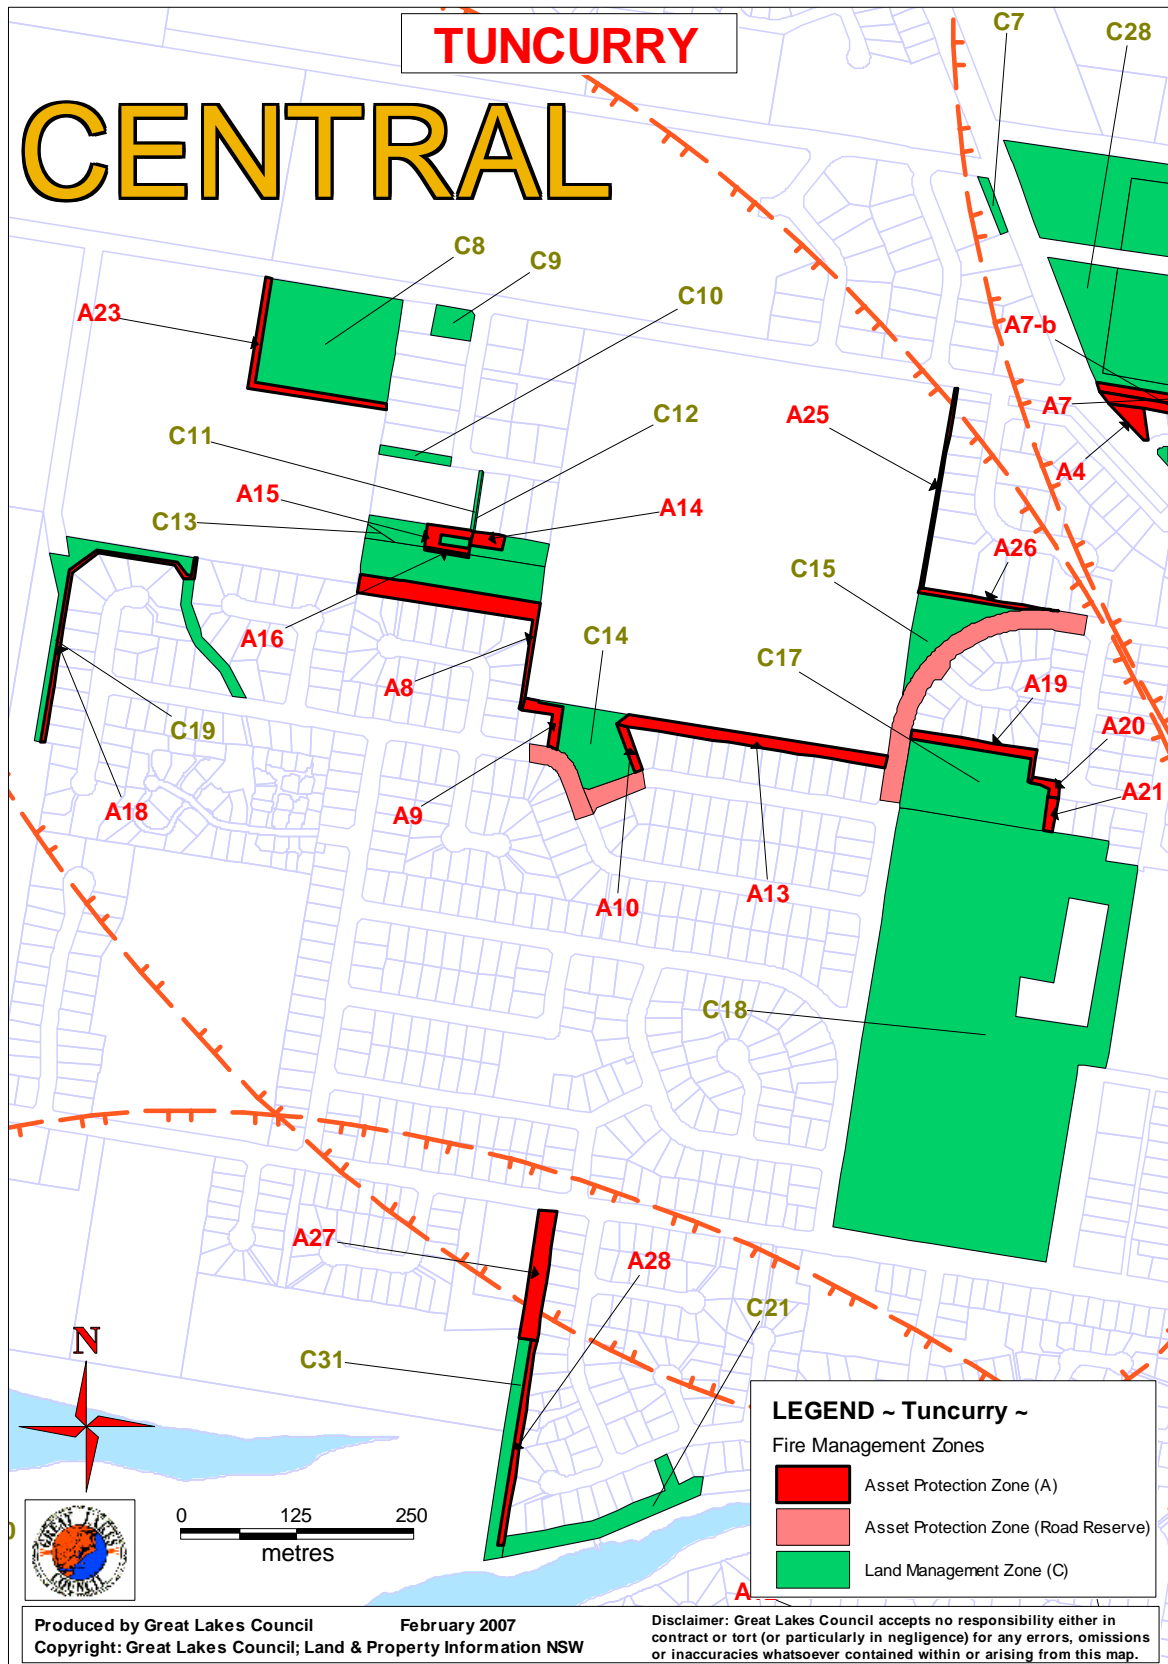 TUNCURRY
CENTRAL
C7
C28
C8
C9
C10
A23
A7-b
A7
A25
C12
C11
A4
A15
C13
A14
A26
C15
A16
C14
C17
A8
A19
C19
A20
A21
A18
A9
A10
A13
C18
A27
A28
C21
C31
N
LEGEND ~ Tuncurry ~
Fire Management Zones
Asset Protection Zone (A)
Asset Protection Zone (Road Reserve)
Land Management Zone (C)
0 125 250
metres
GREAT LAKES
COUNCIL
A
Produced by Great Lakes Council February 2007
Copyright: Great Lakes Council; Land & Property Information NSW
Disclaimer: Great Lakes Council accepts no responsibility either in
contract or tort (or particularly in negligence) for any errors, omissions
or inaccuracies whatsoever contained within or arising from this map.